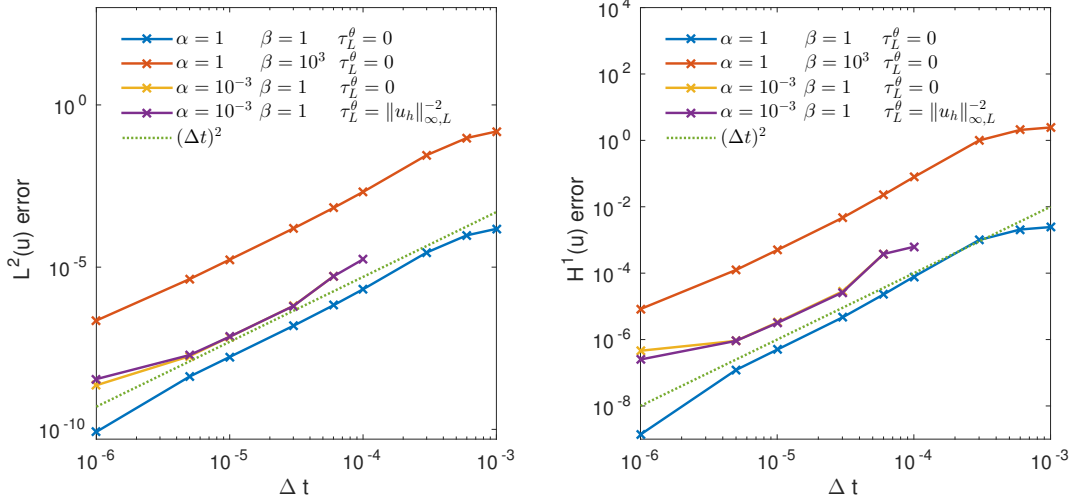 10^0
10^-5
10^-10
L^2(u) error
α = 1 β = 1 τ_L^θ = 0
α = 1 β = 10^3 τ_L^θ = 0
α = 10^-3 β = 1 τ_L^θ = 0
α = 10^-3 β = 1 τ_L^θ = ‖u_h‖_∞,L^-2
(Δt)^2
10^-6 10^-5 10^-4 10^-3
Δ t
10^4
10^2
10^0
10^-2
10^-4
10^-6
10^-8
H^1(u) error
α = 1 β = 1 τ_L^θ = 0
α = 1 β = 10^3 τ_L^θ = 0
α = 10^-3 β = 1 τ_L^θ = 0
α = 10^-3 β = 1 τ_L^θ = ‖u_h‖_∞,L^-2
(Δt)^2
10^-6 10^-5 10^-4 10^-3
Δ t